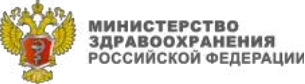 МИНИСТЕРСТВО
ЗДРАВООХРАНЕНИЯ
РОССИЙСКОЙ ФЕДЕРАЦИИ